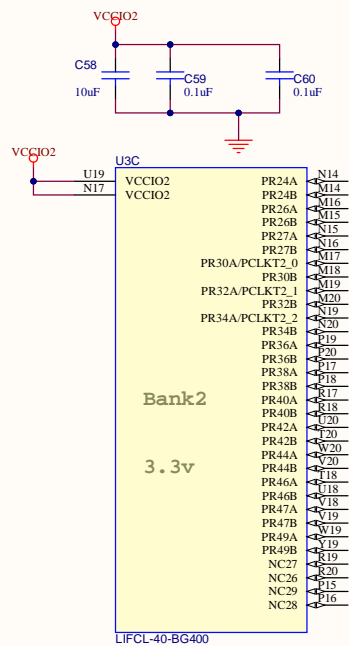 VCCIO2
C58
10uF
C59
0.1uF
C60
0.1uF
VCCIO2
U3C
U19 VCCIO2 PR24A N14
N17 VCCIO2 PR24B M14
PR26A M16
PR26B M15
PR27A N15
PR27B N16
PR30A/PCLKT2_0 M17
PR30B M18
PR32A/PCLKT2_1 M19
PR32B M20
PR34A/PCLKT2_2 N19
PR34B N20
PR36A P19
PR36B P20
PR38A P17
PR38B P18
PR40A R17
Bank2 PR40B R18
PR42A U20
PR42B T20
PR44A W20
3.3v PR44B V20
PR46A T18
PR46B U18
PR47A V18
PR47B V19
PR49A W19
PR49B Y19
NC27 R19
NC26 R20
NC29 P15
NC28 P16
LIFCL-40-BG400